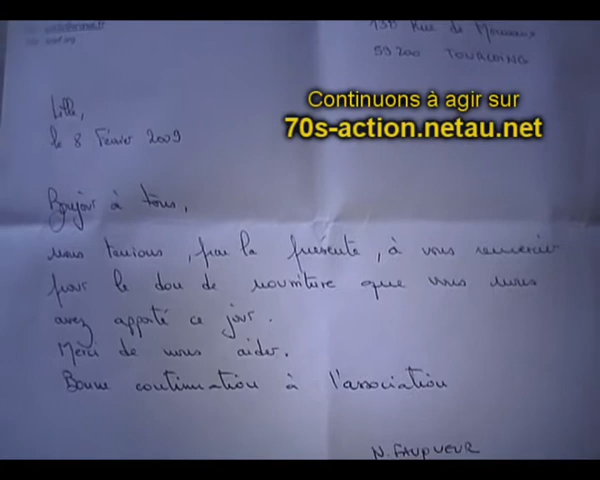 138 Rue de Mouvaux
59200 TOURCOING
Continuons à agir sur
70s-action.netau.net
Lille,
le 8 Février 2009
Bonjour à tous,
nous tenions, par la présente, à vous remercier
pour le don de nourriture que vous nous
avez apporté ce jour.
Merci de nous aider.
Bonne continuation à l'association
N. FAUPUEUR